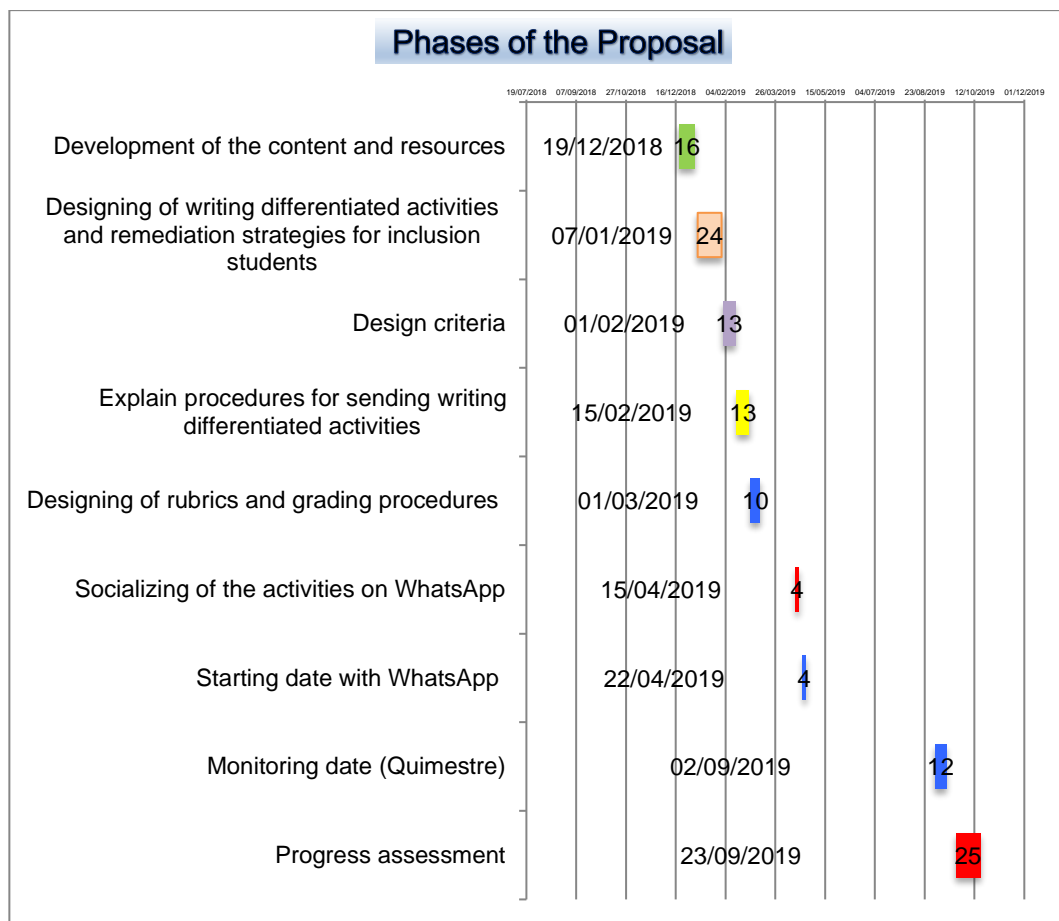 Phases of the Proposal
19/07/2018 07/09/2018 27/10/2018 16/12/2018 04/02/2019 26/03/2019 15/05/2019 04/07/2019 23/08/2019 12/10/2019 01/12/2019
Development of the content and resources 19/12/2018 16
Designing of writing differentiated activities
and remediation strategies for inclusion 07/01/2019 24
students
Design criteria 01/02/2019 13
Explain procedures for sending writing 15/02/2019 13
differentiated activities
Designing of rubrics and grading procedures 01/03/2019 10
Socializing of the activities on WhatsApp 15/04/2019 4
Starting date with WhatsApp 22/04/2019 4
Monitoring date (Quimestre) 02/09/2019 12
Progress assessment 23/09/2019 25